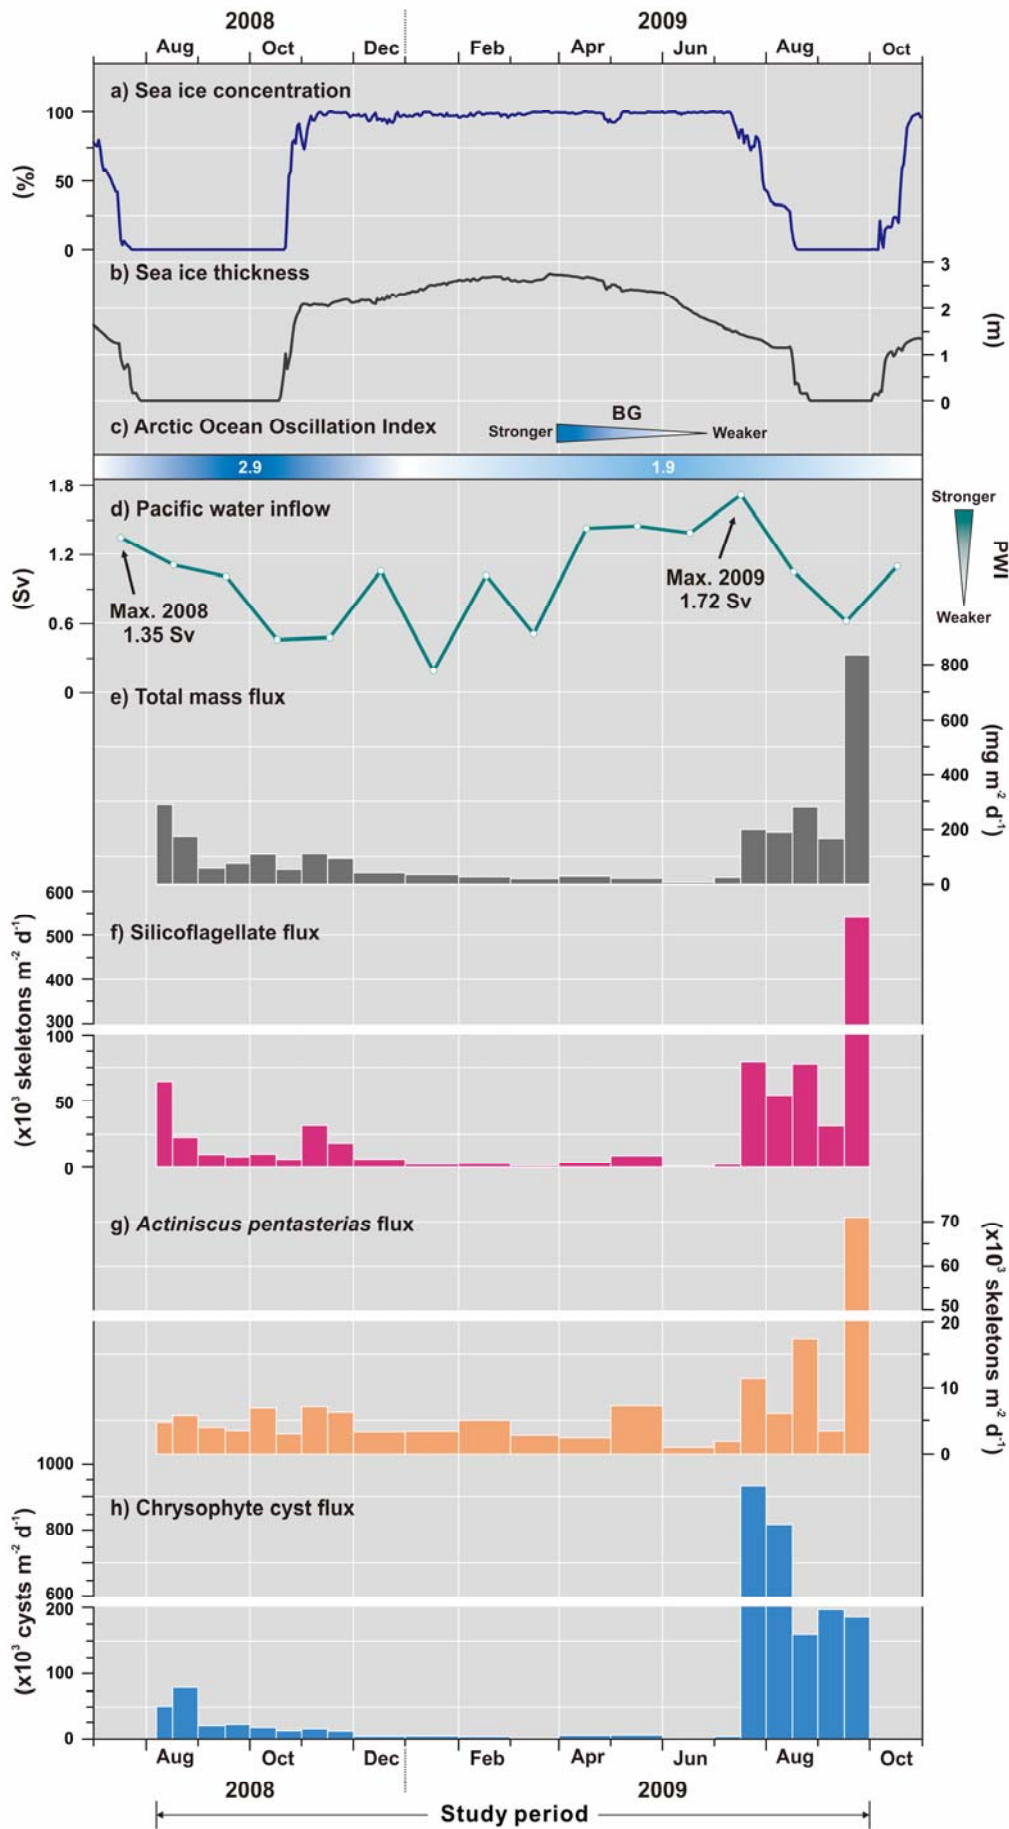 2008 2009
Aug Oct Dec Feb Apr Jun Aug Oct
a) Sea ice concentration
100
50
0
(%)
b) Sea ice thickness
3
2
1
0
(m)
c) Arctic Ocean Oscillation Index
BG
Stronger Weaker
2.9 1.9
1.8
1.2
0.6
0
(Sv)
d) Pacific water inflow
Max. 2008
1.35 Sv
Max. 2009
1.72 Sv
Stronger
PWI
Weaker
e) Total mass flux
800
600
400
200
0
(mg m⁻² d⁻¹)
600
500
400
300
100
50
0
(x10³ skeletons m⁻² d⁻¹)
f) Silicoflagellate flux
g) Actiniscus pentasterias flux
70
60
50
20
10
0
(x10³ skeletons m⁻² d⁻¹)
1000
800
600
200
100
0
(x10³ cysts m⁻² d⁻¹)
h) Chrysophyte cyst flux
Aug Oct Dec Feb Apr Jun Aug Oct
2008 2009
Study period